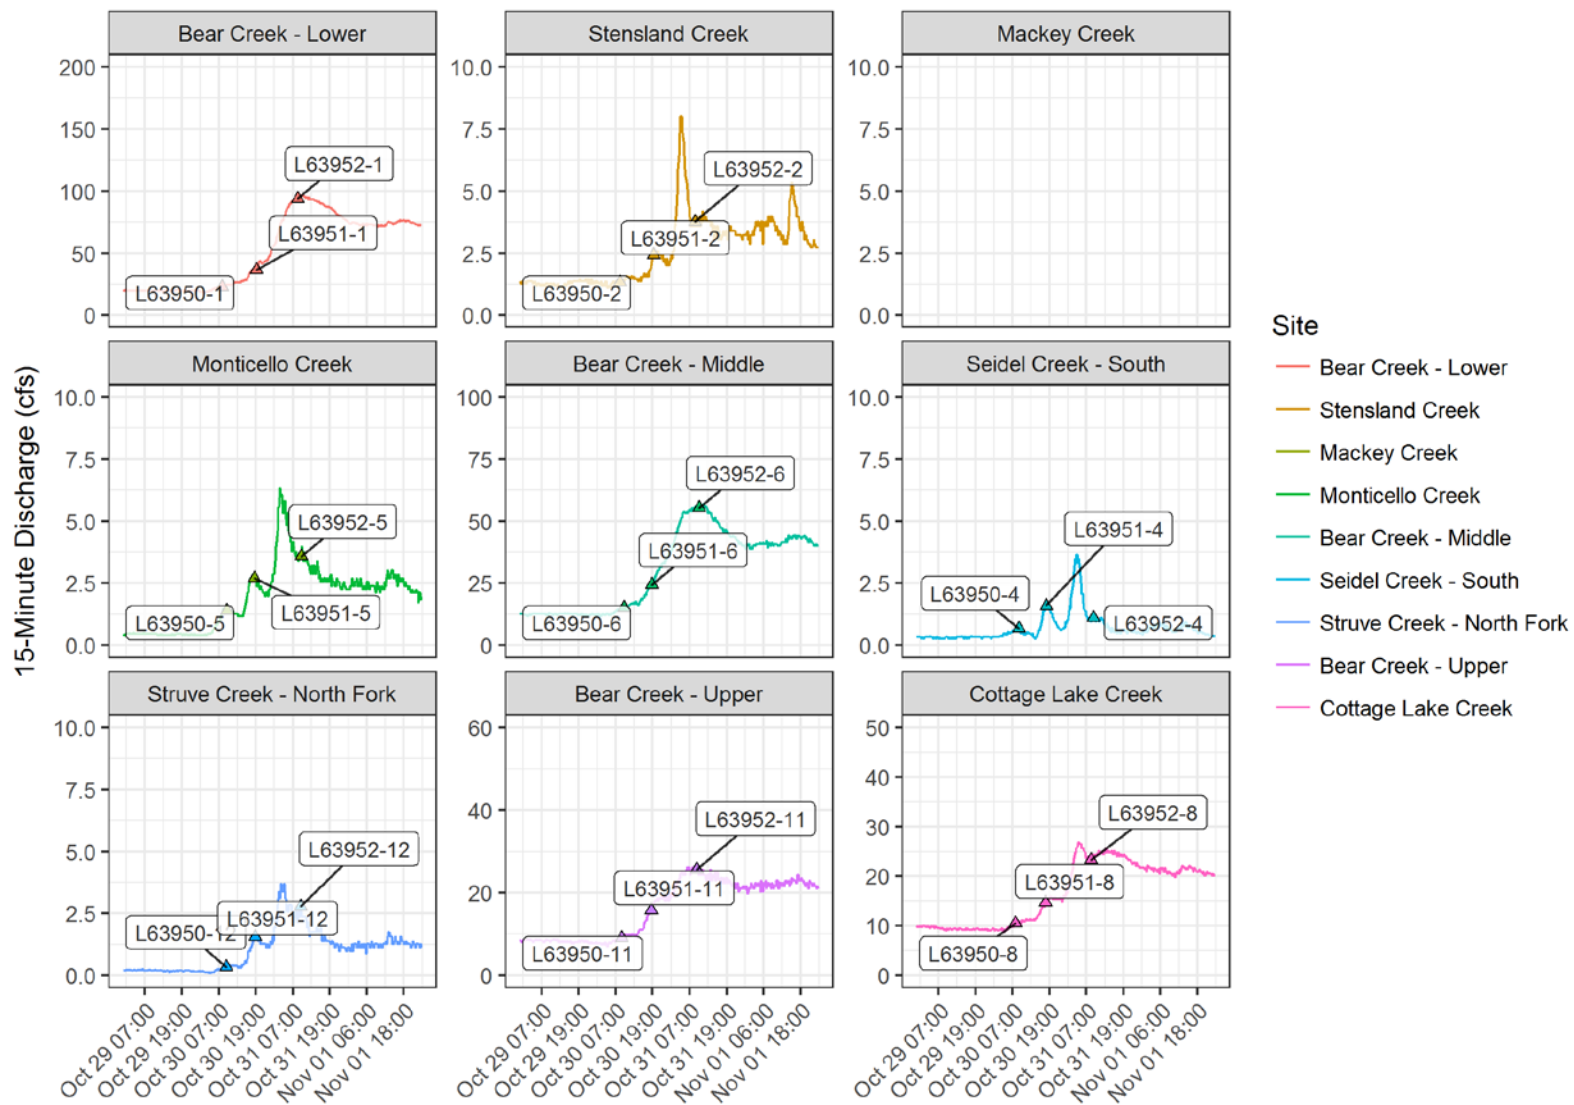 Bear Creek - Lower
Stensland Creek
Mackey Creek
200
150
100
50
0
L63952-1
L63951-1
L63950-1
10.0
7.5
5.0
2.5
0.0
L63952-2
L63951-2
L63950-2
10.0
7.5
5.0
2.5
0.0
Monticello Creek
Bear Creek - Middle
Seidel Creek - South
10.0
7.5
5.0
2.5
0.0
L63952-5
L63951-5
L63950-5
100
75
50
25
0
L63952-6
L63951-6
L63950-6
10.0
7.5
5.0
2.5
0.0
L63951-4
L63950-4
L63952-4
Struve Creek - North Fork
Bear Creek - Upper
Cottage Lake Creek
10.0
7.5
5.0
2.5
0.0
L63952-12
L63951-12
L63950-12
60
40
20
0
L63952-11
L63951-11
L63950-11
50
40
30
20
10
0
L63952-8
L63951-8
L63950-8
Oct 29 07:00
Oct 29 19:00
Oct 30 07:00
Oct 30 19:00
Oct 31 07:00
Oct 31 19:00
Nov 01 06:00
Nov 01 18:00
Oct 29 07:00
Oct 29 19:00
Oct 30 07:00
Oct 30 19:00
Oct 31 07:00
Oct 31 19:00
Nov 01 06:00
Nov 01 18:00
Oct 29 07:00
Oct 29 19:00
Oct 30 07:00
Oct 30 19:00
Oct 31 07:00
Oct 31 19:00
Nov 01 06:00
Nov 01 18:00
15-Minute Discharge (cfs)
Site
Bear Creek - Lower
Stensland Creek
Mackey Creek
Monticello Creek
Bear Creek - Middle
Seidel Creek - South
Struve Creek - North Fork
Bear Creek - Upper
Cottage Lake Creek